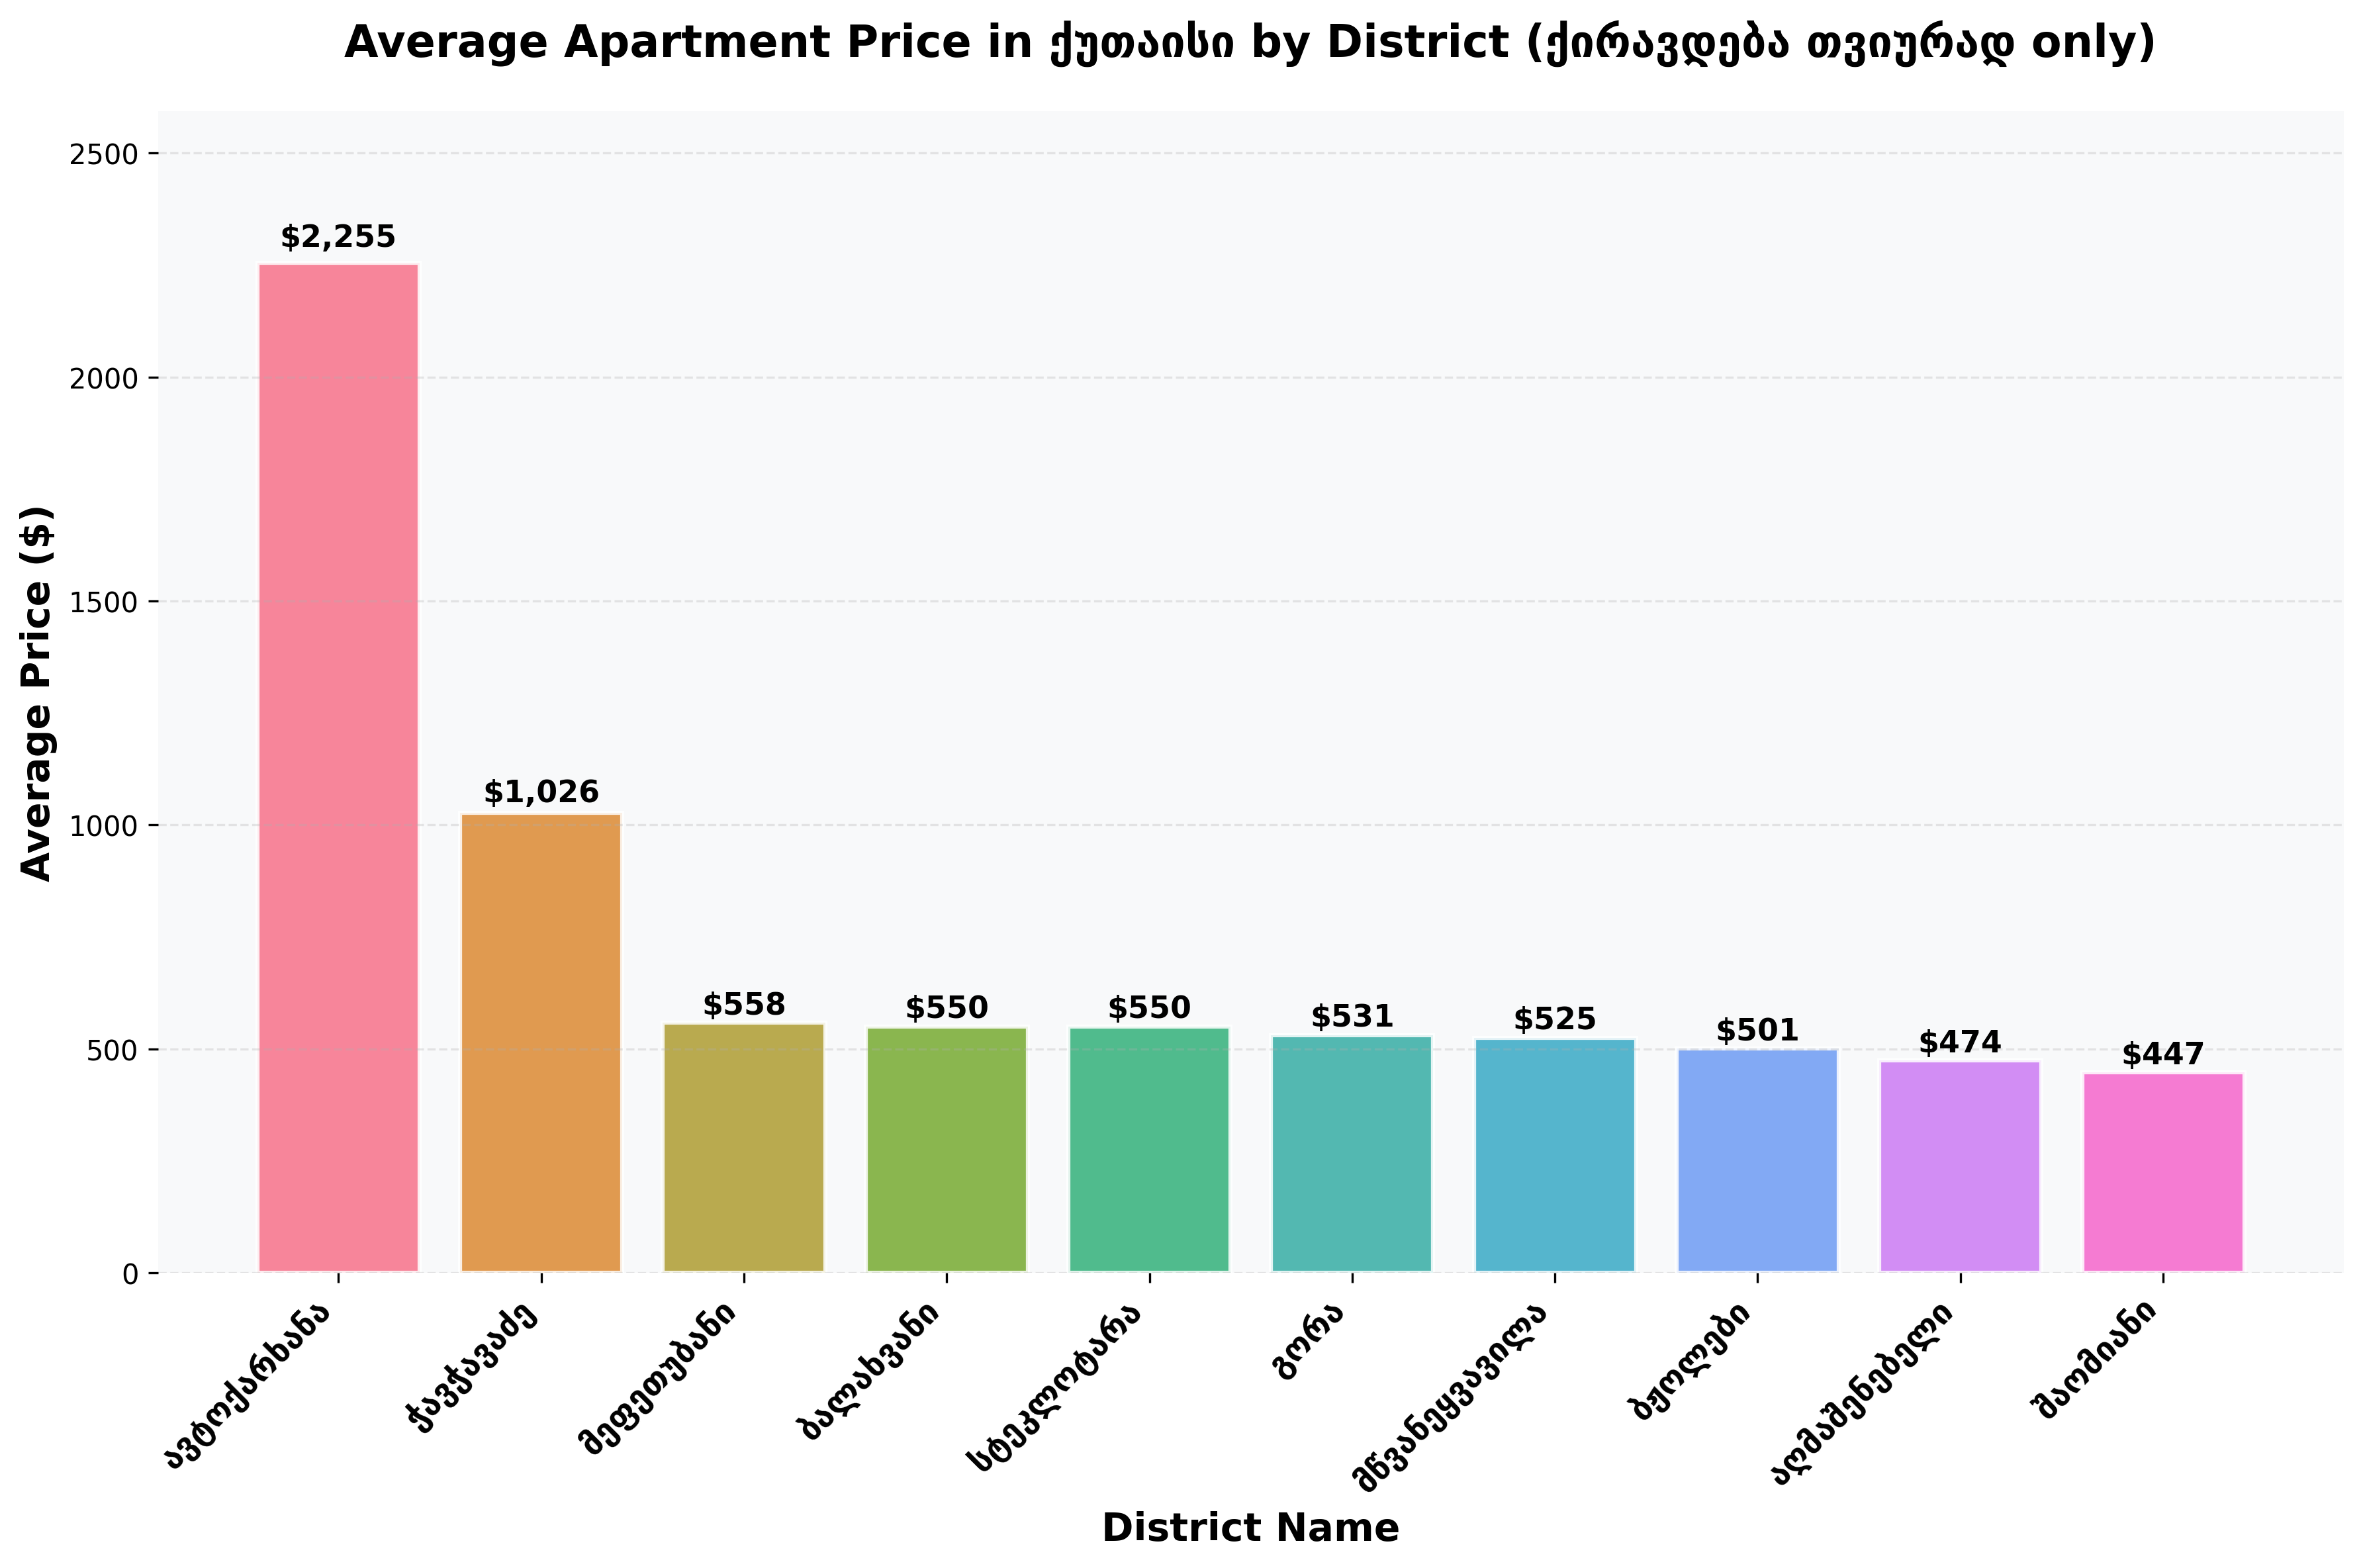 Average Apartment Price in ქუთაისი by District (ქირავდება თვიურად only)
Average Price ($)
2500
2000
1500
1000
500
0
$2,255
$1,026
$558
$550
$550
$531
$525
$501
$474
$447
ავტოქარხანა
ჭავჭავაძე
მეფეთუბანი
ბალახვანი
სტეკლოტარა
გორა
მწვანეყვავილა
ბჟოლები
აღმაშენებელი
შაომიანი
District Name